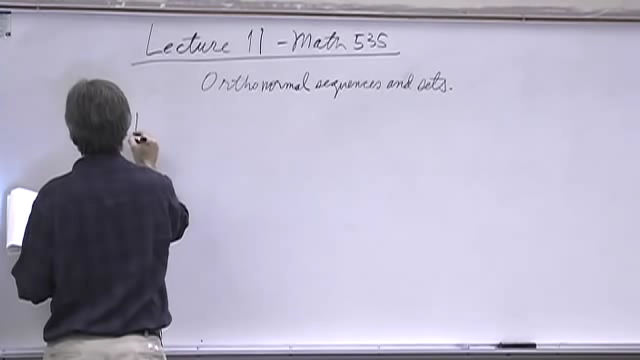 Lecture 11 - Math 535
Orthonormal sequences and sets.